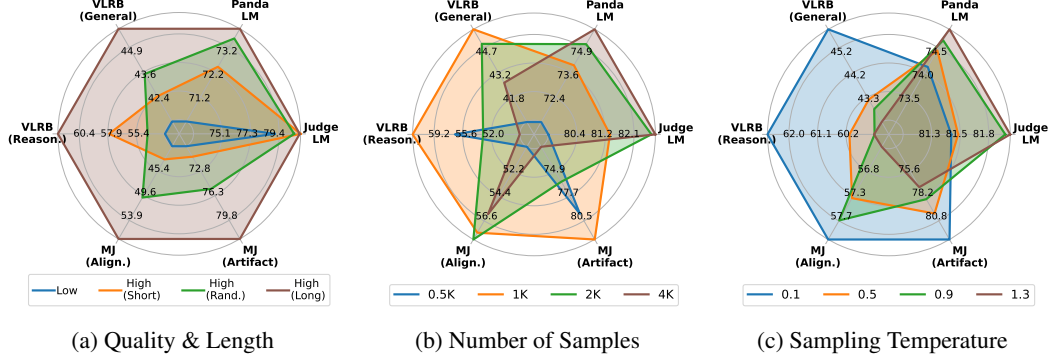 VLRB
(General)
Panda
LM
44.9
73.2
43.6
72.2
42.4
71.2
VLRB
(Reason.)
60.4
57.9
55.4
75.1
77.3
79.4
Judge
LM
45.4
72.8
49.6
76.3
53.9
79.8
MJ
(Align.)
MJ
(Artifact)
Low
High
(Short)
High
(Rand.)
High
(Long)
(a) Quality & Length
VLRB
(General)
Panda
LM
44.7
74.9
43.2
73.6
41.8
72.4
VLRB
(Reason.)
59.2
55.6
52.0
80.4
81.2
82.1
Judge
LM
52.2
74.9
54.4
77.7
56.6
80.5
MJ
(Align.)
MJ
(Artifact)
0.5K
1K
2K
4K
(b) Number of Samples
VLRB
(General)
Panda
LM
45.2
74.5
44.2
74.0
43.3
73.5
VLRB
(Reason.)
62.0
61.1
60.2
81.3
81.5
81.8
Judge
LM
56.8
75.6
57.3
78.2
57.7
80.8
MJ
(Align.)
MJ
(Artifact)
0.1
0.5
0.9
1.3
(c) Sampling Temperature